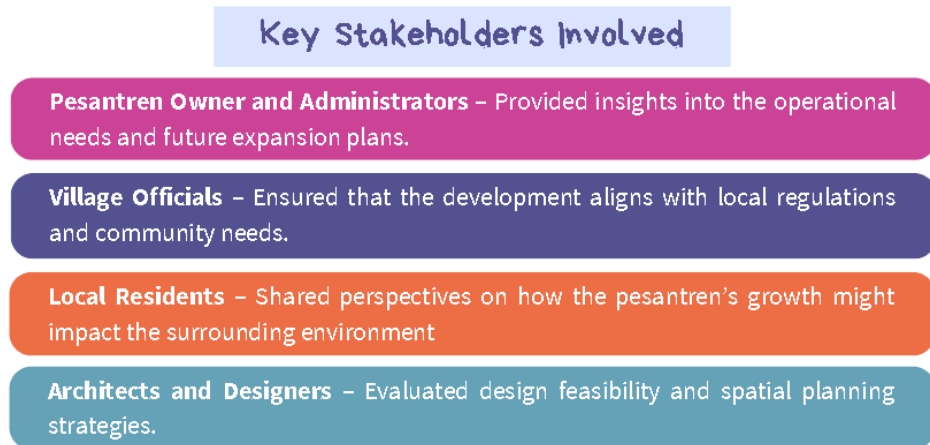 Key Stakeholders Involved
Pesantren Owner and Administrators – Provided insights into the operational
needs and future expansion plans.
Village Officials – Ensured that the development aligns with local regulations
and community needs.
Local Residents – Shared perspectives on how the pesantren’s growth might
impact the surrounding environment
Architects and Designers – Evaluated design feasibility and spatial planning
strategies.